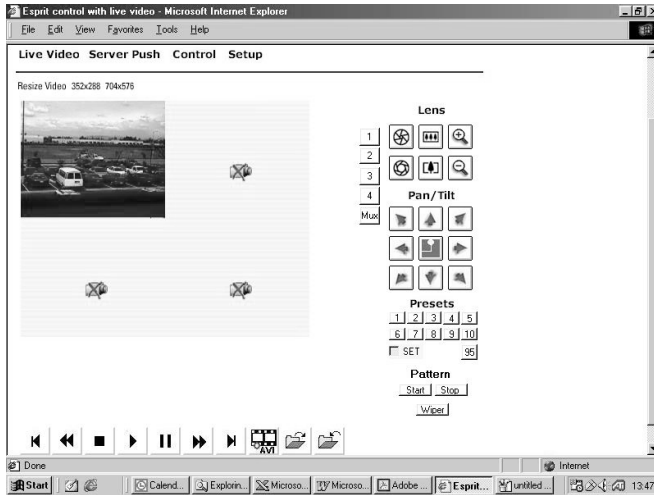 Esprit control with live video - Microsoft Internet Explorer
File Edit View Favorites Tools Help
Live Video Server Push Control Setup
Resize Video 352x288 704x576
Lens
1
2
3
4
Mux
Pan/Tilt
Presets
1 2 3 4 5
6 7 8 9 10
SET 95
Pattern
Start Stop
Wiper
AVI
Done Internet
Start Calend... Explorin... Microso... Microso... Adobe ... Esprit... untitled ... 13:47